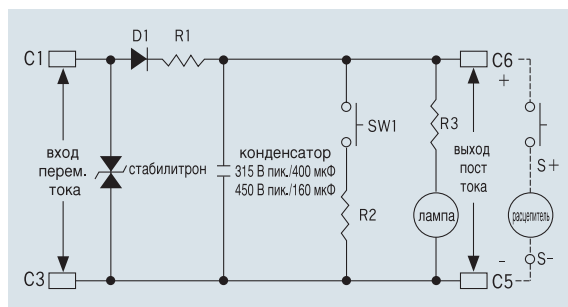 D1
R1
C1
C6
+
SW1
R3
S+
вход
перем.
тока
стабилитрон
конденсатор
315 В пик./400 мкФ
450 В пик./160 мкФ
выход
пост
тока
R2
лампа
расцепитель
-
S-
C3
C5